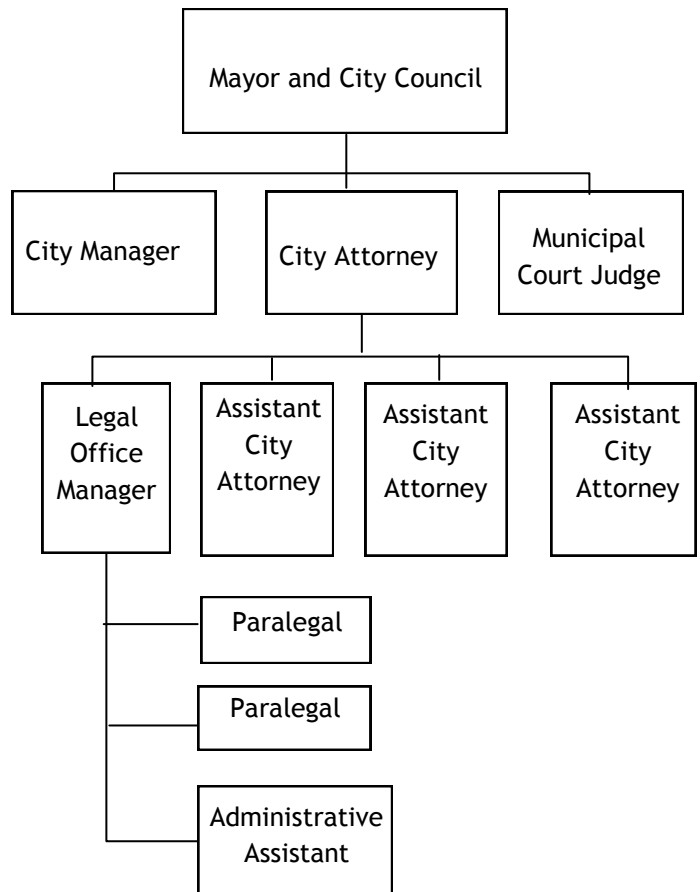 Mayor and City Council
City Manager
City Attorney
Municipal
Court Judge
Legal
Office
Manager
Assistant
City
Attorney
Assistant
City
Attorney
Assistant
City
Attorney
Paralegal
Paralegal
Administrative
Assistant